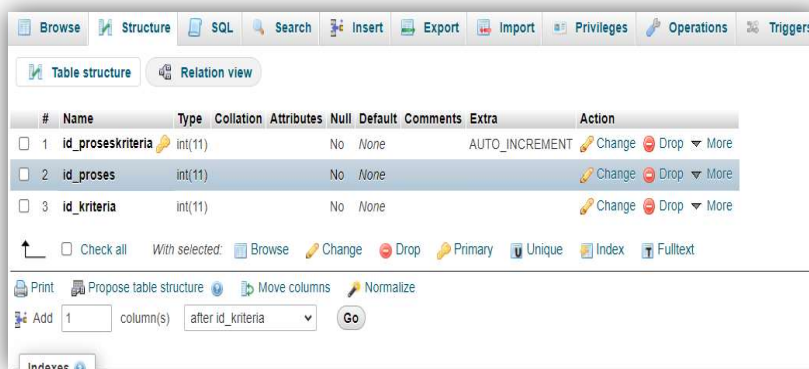 Browse Structure SQL Search Insert Export Import Privileges Operations Triggers
Table structure Relation view
# Name Type Collation Attributes Null Default Comments Extra Action
1 id_proseskriteria int(11) No None AUTO_INCREMENT Change Drop More
2 id_proses int(11) No None Change Drop More
3 id_kriteria int(11) No None Change Drop More
Check all With selected: Browse Change Drop Primary Unique Index Fulltext
Print Propose table structure Move columns Normalize
Add 1 column(s) after id_kriteria Go
Indexes